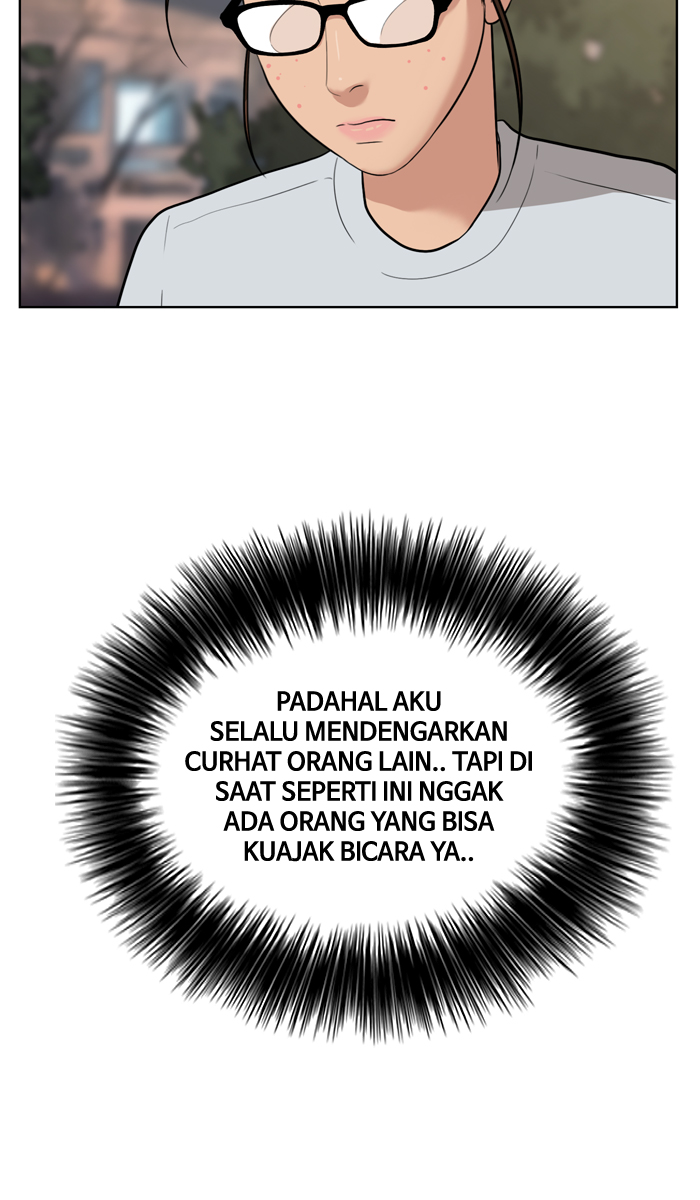 PADAHAL AKU
SELALU MENDENGARKAN
CURHAT ORANG LAIN.. TAPI DI
SAAT SEPERTI INI NGGAK
ADA ORANG YANG BISA
KUAJAK BICARA YA..